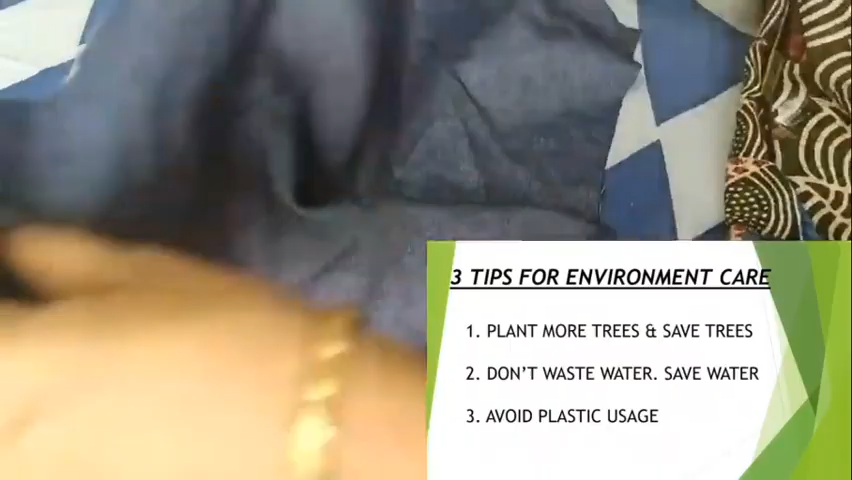 3 TIPS FOR ENVIRONMENT CARE
1. PLANT MORE TREES & SAVE TREES
2. DON'T WASTE WATER. SAVE WATER
3. AVOID PLASTIC USAGE